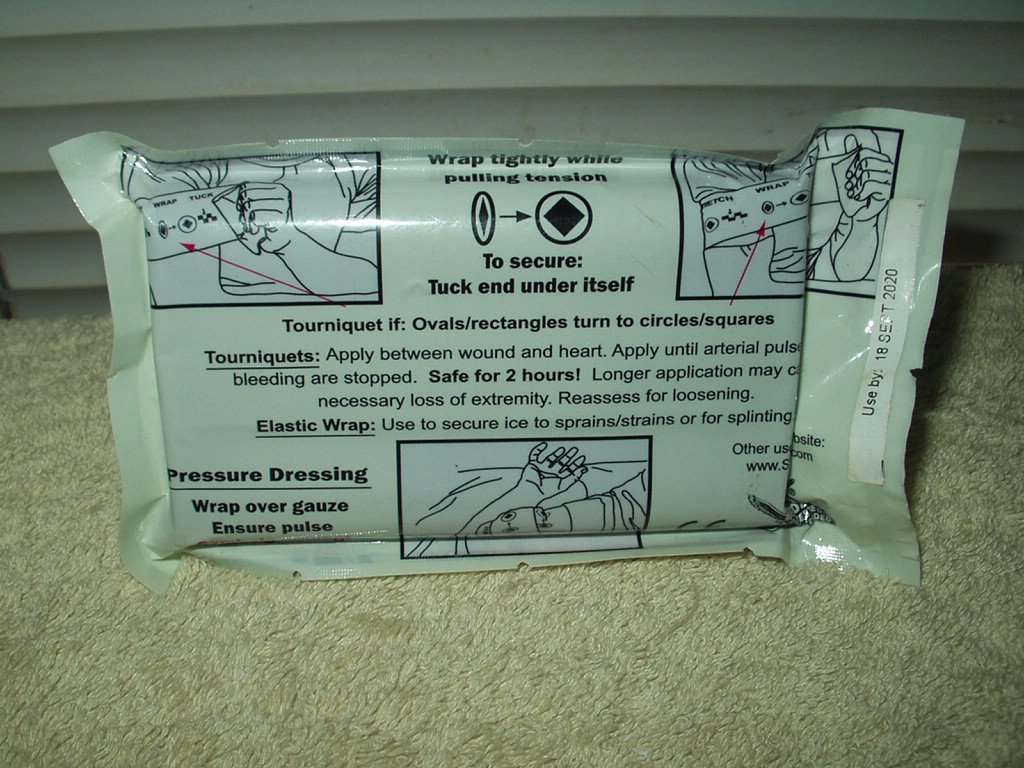 Wrap tightly while
pulling tension
WRAP TUCK
WRAP
To secure:
Tuck end under itself
Tourniquet if: Ovals/rectangles turn to circles/squares
Tourniquets: Apply between wound and heart. Apply until arterial puls
bleeding are stopped. Safe for 2 hours! Longer application may
necessary loss of extremity. Reassess for loosening.
Elastic Wrap: Use to secure ice to sprains/strains or for splinting
Other us
www.S
Pressure Dressing
Wrap over gauze
Ensure pulse
Use by: 18 SEPT 2020